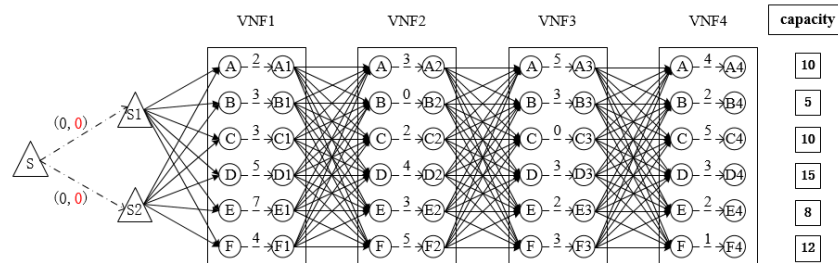 VNF1 VNF2 VNF3 VNF4 capacity
A 2 A1 A 3 A2 A 5 A3 A 4 A4 10
B 3 B1 B 0 B2 B 3 B3 B 2 B4 5
(0, 0) S1
C 3 C1 C 2 C2 C 0 C3 C 5 C4 10
S
D 5 D1 D 4 D2 D 3 D3 D 3 D4 15
(0, 0) S2
E 7 E1 E 3 E2 E 2 E3 E 2 E4 8
F 4 F1 F 5 F2 F 3 F3 F 1 F4 12